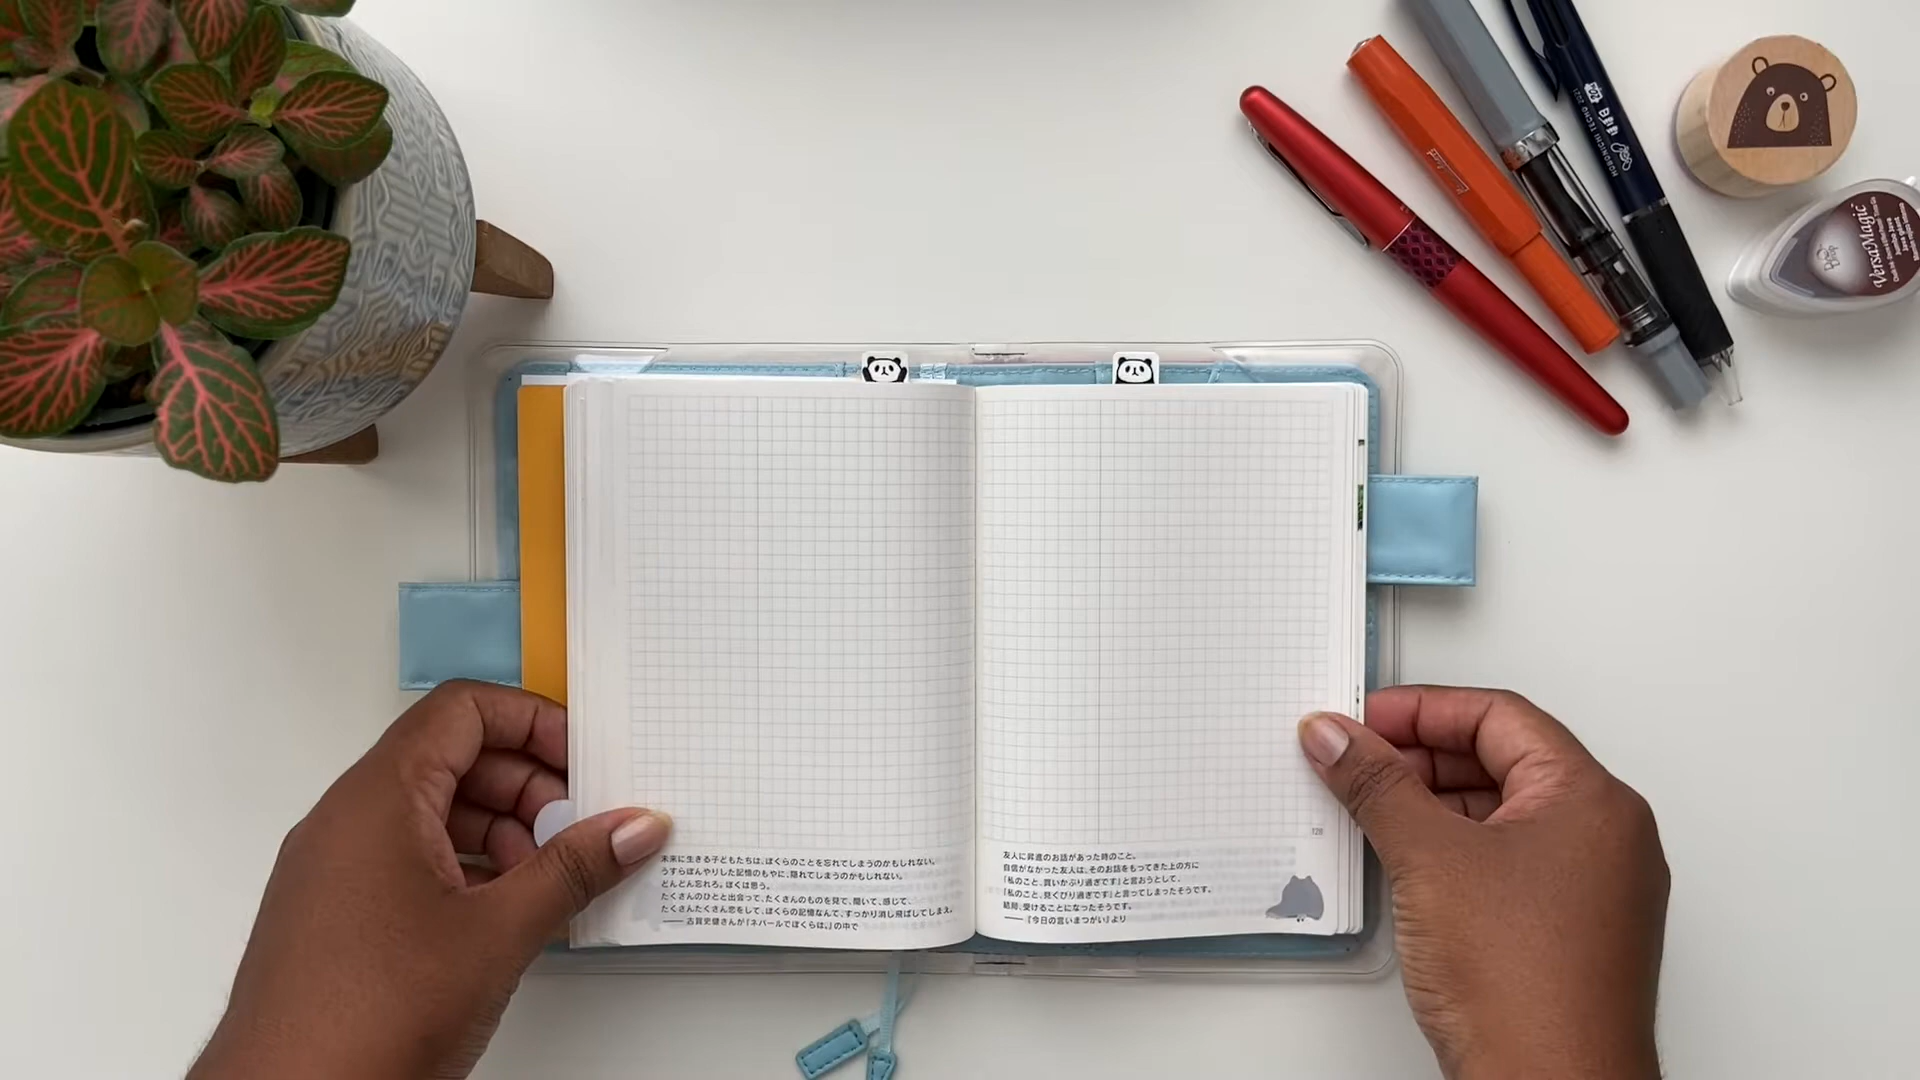 Kaweco
HOBONICHI TECHO 2021
VersaMagic
Dew Drop
Jumbo Java
128
未来に生きる子どもたちは、ぼくらのことを忘れてしまうのかもしれない。
うすらぼんやりした記憶のもやに、隠れてしまうのかもしれない。
どんどん忘れろ。ぼくは思う。
たくさんのひとと出会って、たくさんのものを見て、聞いて、感じて、
たくさんたくさん恋をして、ぼくらの記憶なんて、すっかり消し飛ばしてしまえ。
―― 古賀史健さんが『ネパールでぼくらは。』の中で
友人に昇進のお話があった時のこと。
自信がなかった友人は、そのお話をもってきた上の方に
「私のこと、買いかぶり過ぎです」と言おうとして、
「私のこと、見くびり過ぎです」と言ってしまったそうです。
結局、受けることになったそうです。
――『今日の言いまつがい』より